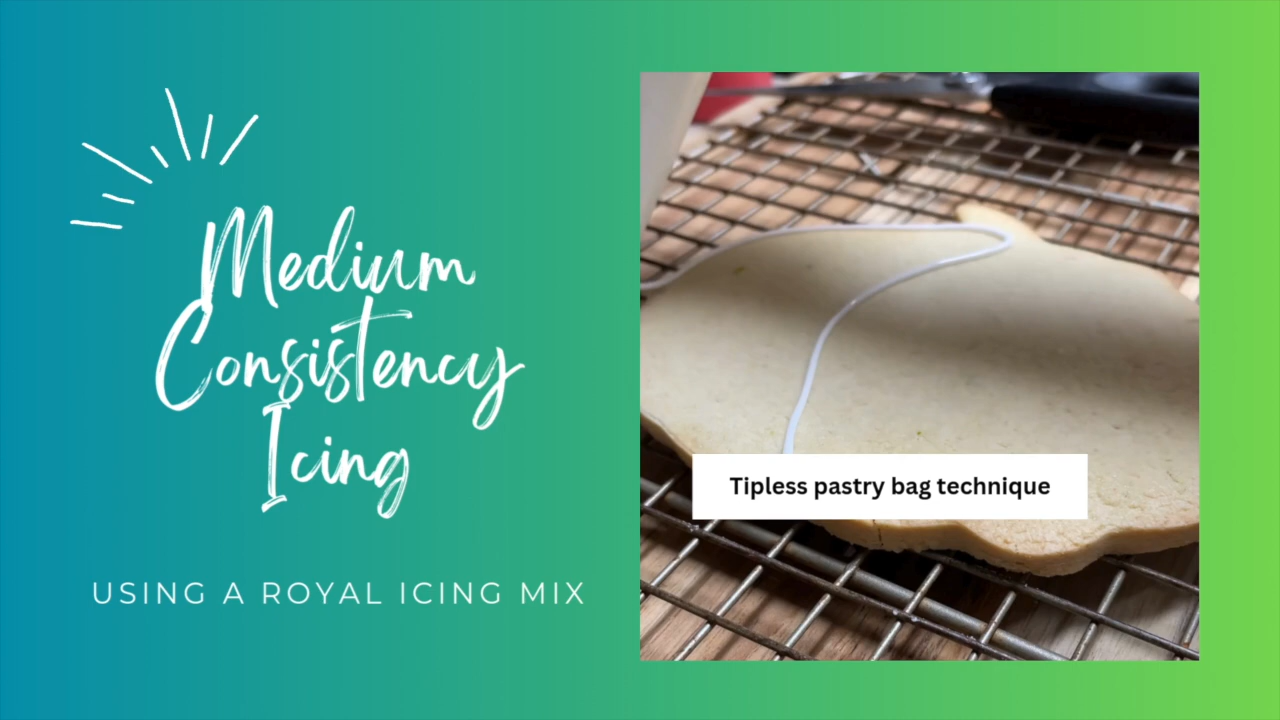 Medium
Consistency
Icing
USING A ROYAL ICING MIX
Tipless pastry bag technique